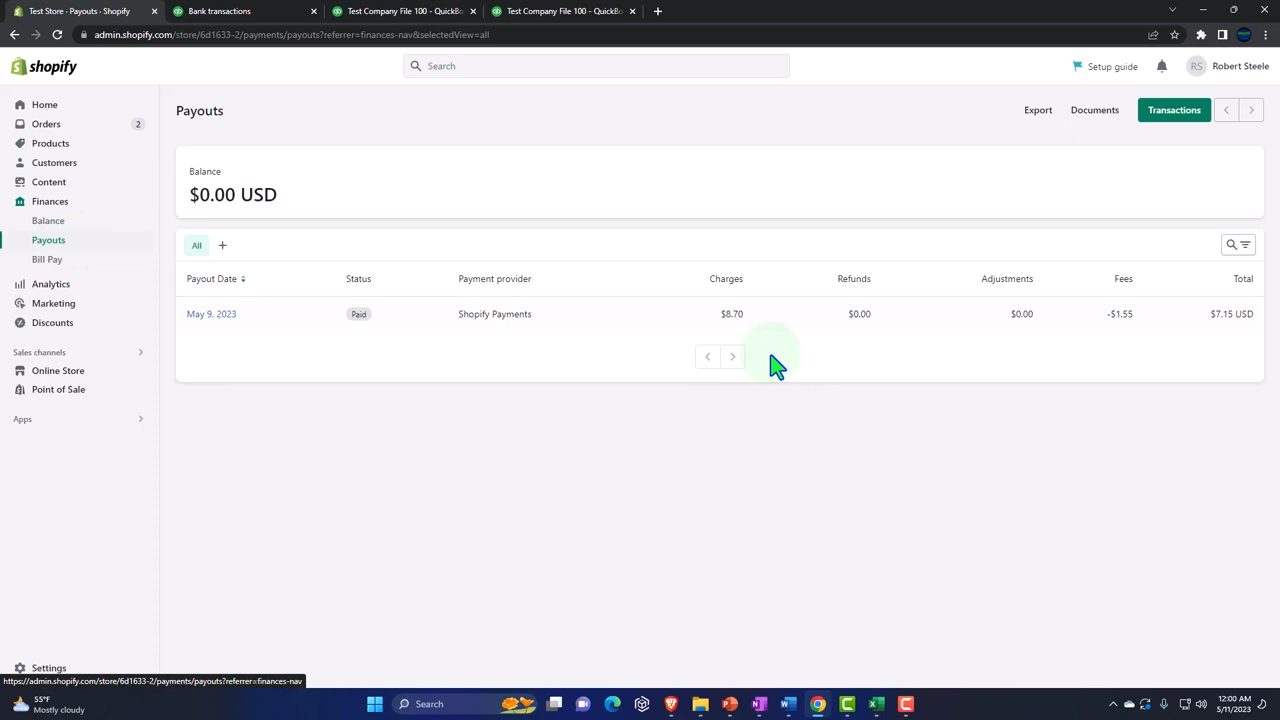 Test Store - Payouts · Shopify
Bank transactions
Test Company File 100 - QuickBo
Test Company File 100 - QuickBo
admin.shopify.com/store/6d1633-2/payments/payouts?referrer=finances-nav&selectedView=all
shopify
Search
Setup guide
RS
Robert Steele
Home
Orders
2
Products
Customers
Content
Finances
Balance
Payouts
Bill Pay
Analytics
Marketing
Discounts
Sales channels
Online Store
Point of Sale
Apps
Settings
Payouts
Export
Documents
Transactions
Balance
$0.00 USD
All
Payout Date Status Payment provider Charges Refunds Adjustments Fees Total
May 9, 2023 Paid Shopify Payments $8.70 $0.00 $0.00 -$1.55 $7.15 USD
https://admin.shopify.com/store/6d1633-2/payments/payouts?referrer=finances-nav
55°F
Mostly cloudy
Search
12:00 AM
5/11/2023